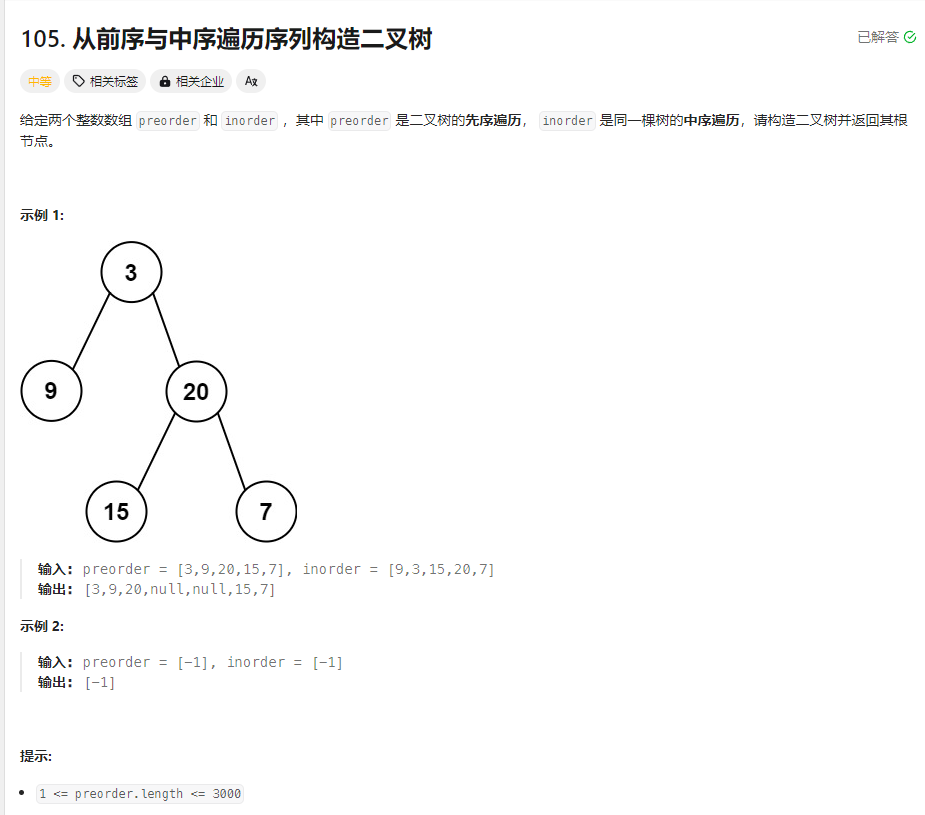 105. 从前序与中序遍历序列构造二叉树
已解答
中等
相关标签
相关企业
给定两个整数数组 preorder 和 inorder ，其中 preorder 是二叉树的先序遍历， inorder 是同一棵树的中序遍历，请构造二叉树并返回其根
节点。
示例 1:
3
9
20
15
7
输入: preorder = [3,9,20,15,7], inorder = [9,3,15,20,7]
输出: [3,9,20,null,null,15,7]
示例 2:
输入: preorder = [-1], inorder = [-1]
输出: [-1]
提示:
1 <= preorder.length <= 3000